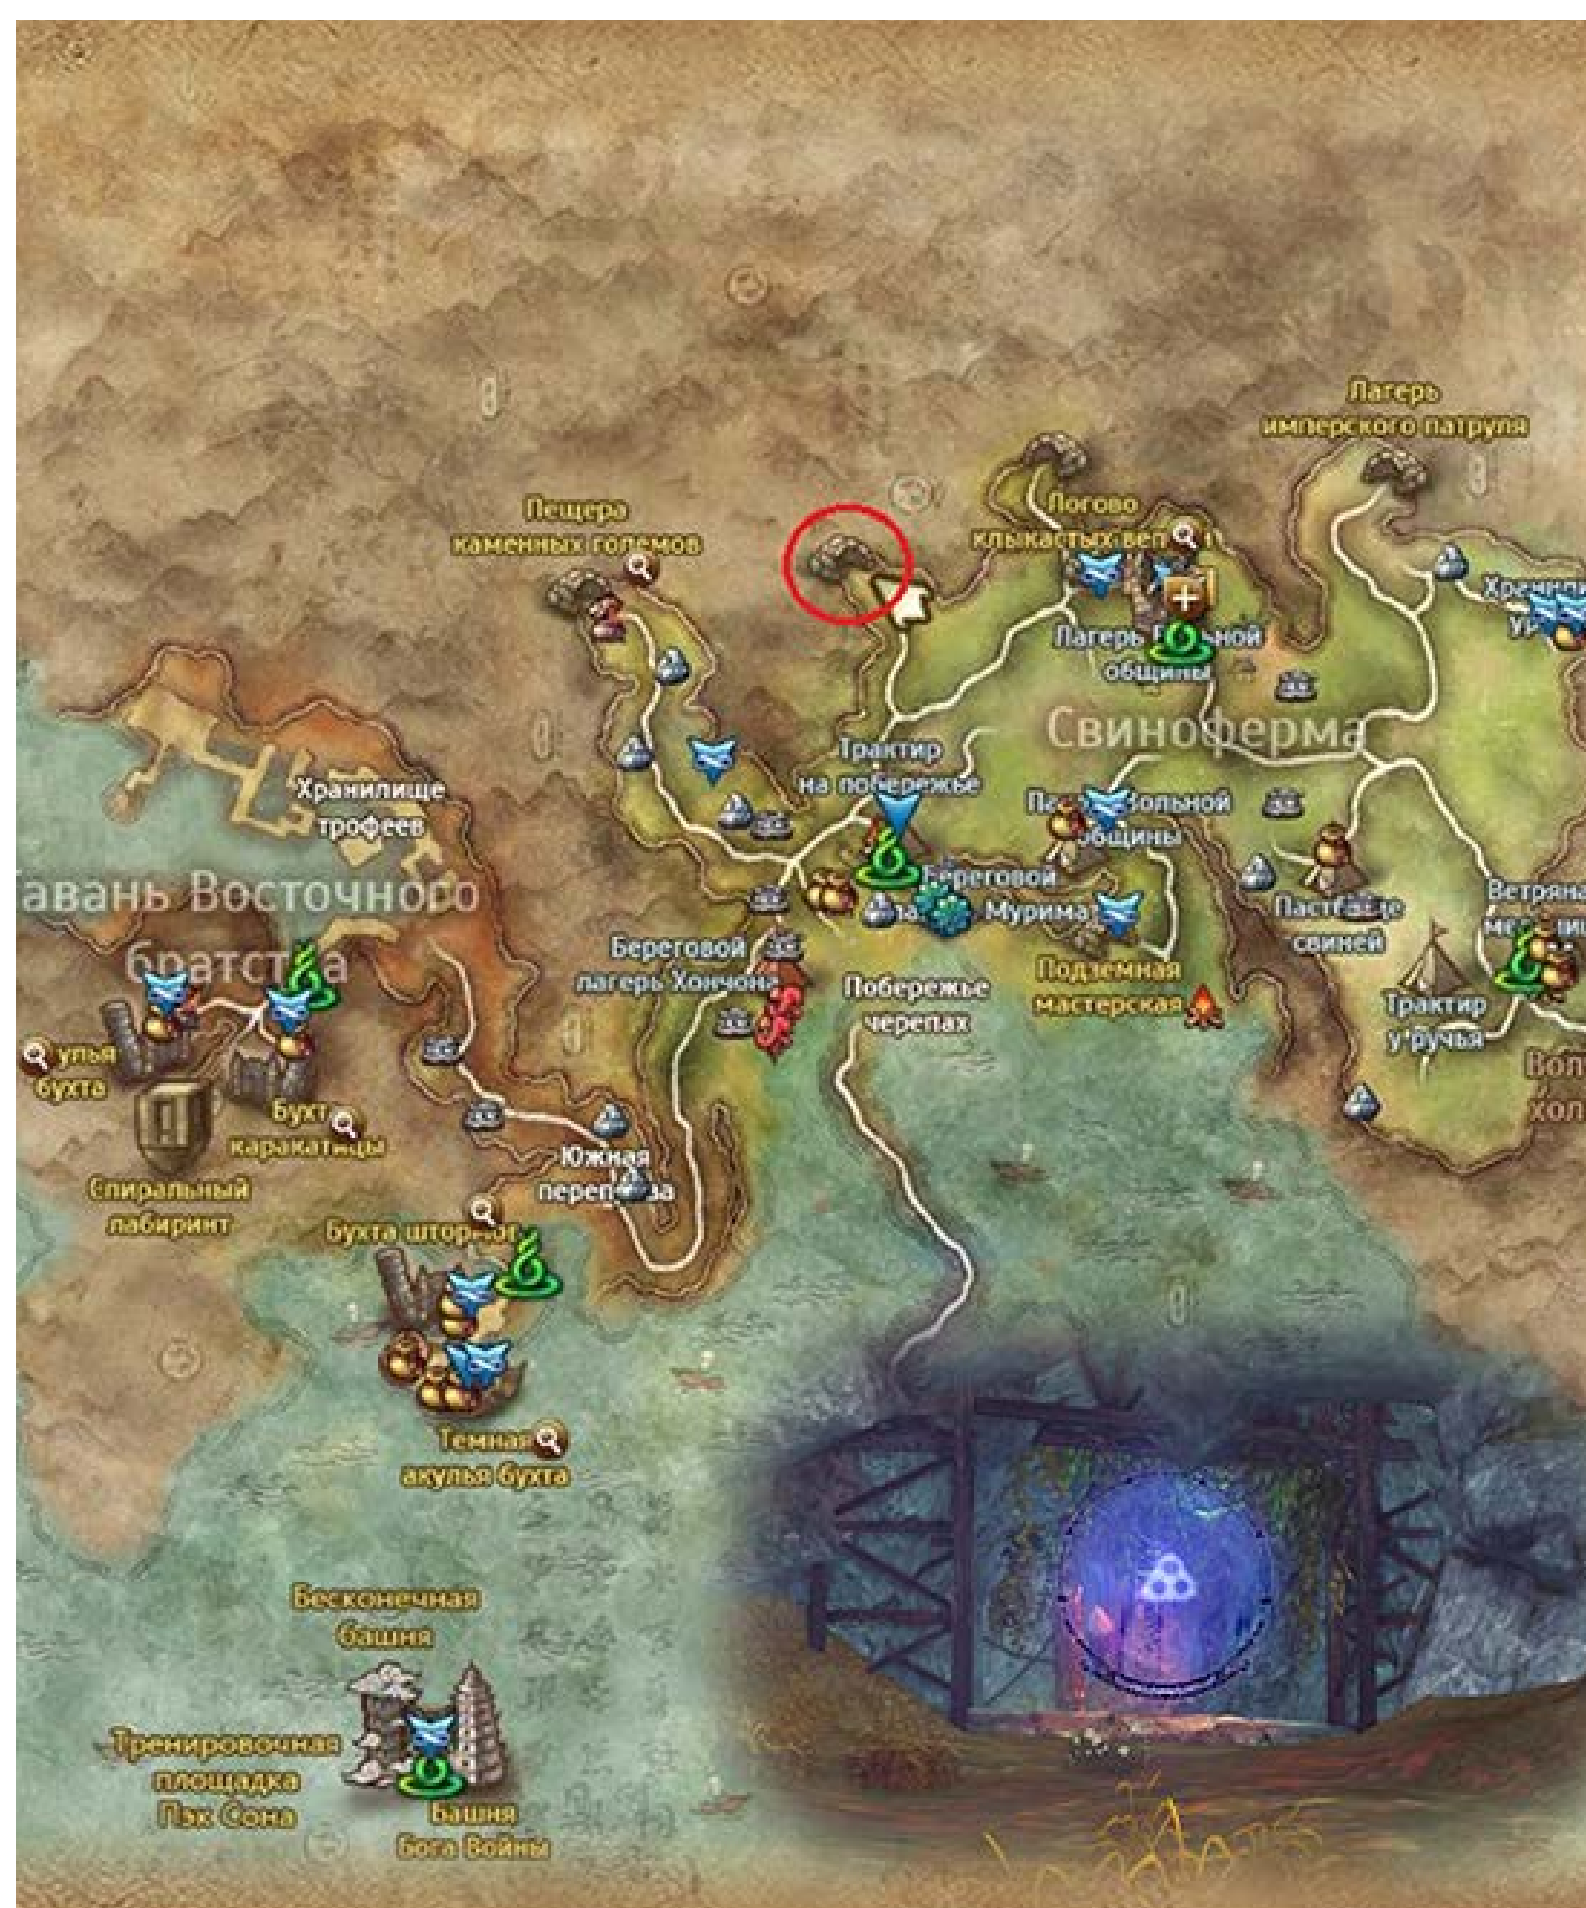 Лагерь
имперского патруля
Пещера
каменных големов
Логово
клыкастых
Лагерь
общины
Свиноферма
Трактир
на побережье
Хранилище
трофеев
Восточного
братства
общины
Береговой
Мурима
Пастбище
свиней
Береговой
лагерь Хончона
Подземная
мастерская
Побережье
черепах
Трактир
у ручья
бухта
каракатицы
Спиральный
лабиринт
Южная
Бухта
Темная
акулья бухта
Бесконечная
башня
Тренировочная
площадка
Пэк Сона
Башня
Бога Войны